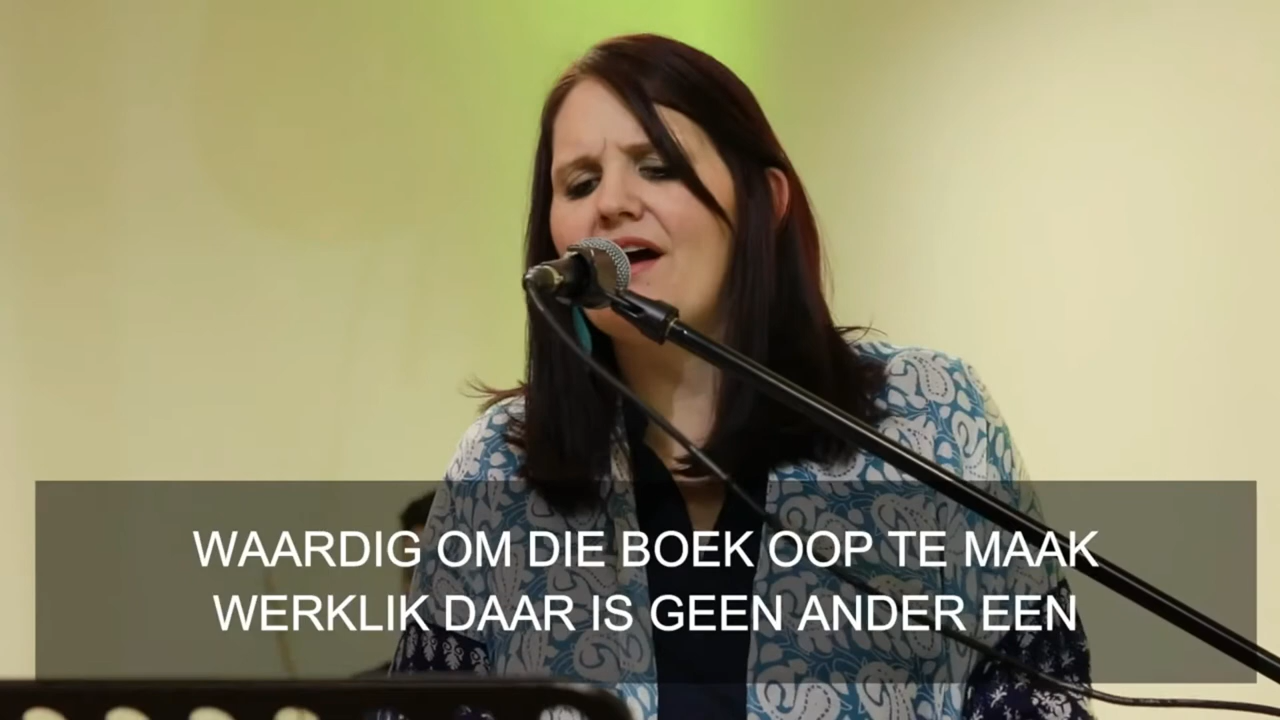 WAARDIG OM DIE BOEK OOP TE MAAK
WERKLIK DAAR IS GEEN ANDER EEN